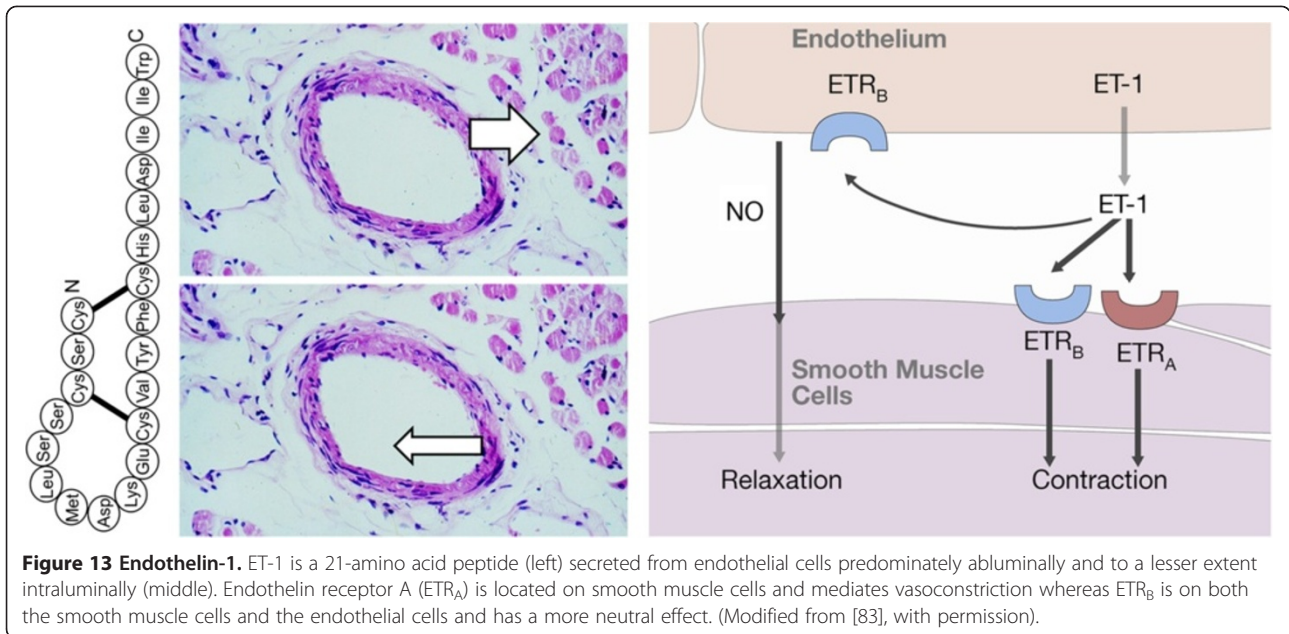 C
Trp
Ile
Ile
Asp
Leu
His
Cys
Phe
Tyr
Val
Cys
Glu
Lys
Asp
Met
Leu
Ser
Ser
Cys
Ser
Cys
N
Endothelium
ETR_B
ET-1
NO
ET-1
ETR_B
ETR_A
Smooth Muscle
Cells
Relaxation
Contraction
Figure 13 Endothelin-1. ET-1 is a 21-amino acid peptide (left) secreted from endothelial cells predominately abluminally and to a lesser extent
intraluminally (middle). Endothelin receptor A (ETR_A) is located on smooth muscle cells and mediates vasoconstriction whereas ETR_B is on both
the smooth muscle cells and the endothelial cells and has a more neutral effect. (Modified from [83], with permission).